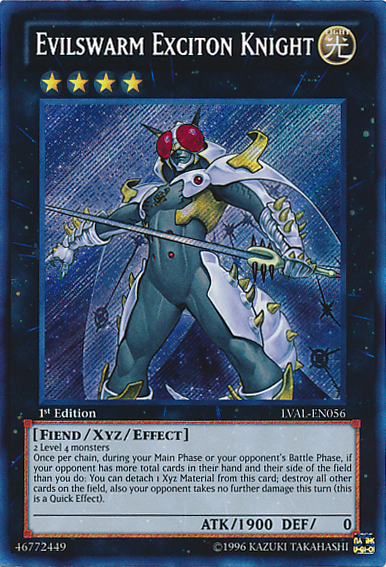 EVILSWARM EXCITON KNIGHT
LIGHT
光
1st Edition
LVAL-EN056
[FIEND/XYZ/EFFECT]
2 Level 4 monsters
Once per chain, during your Main Phase or your opponent's Battle Phase, if
your opponent has more total cards in their hand and their side of the field
than you do: You can detach 1 Xyz Material from this card; destroy all
other cards on the field, also your opponent takes no further damage this turn (this
is a Quick Effect).
ATK/1900 DEF/ 0
46772449
©1996 KAZUKI TAKAHASHI